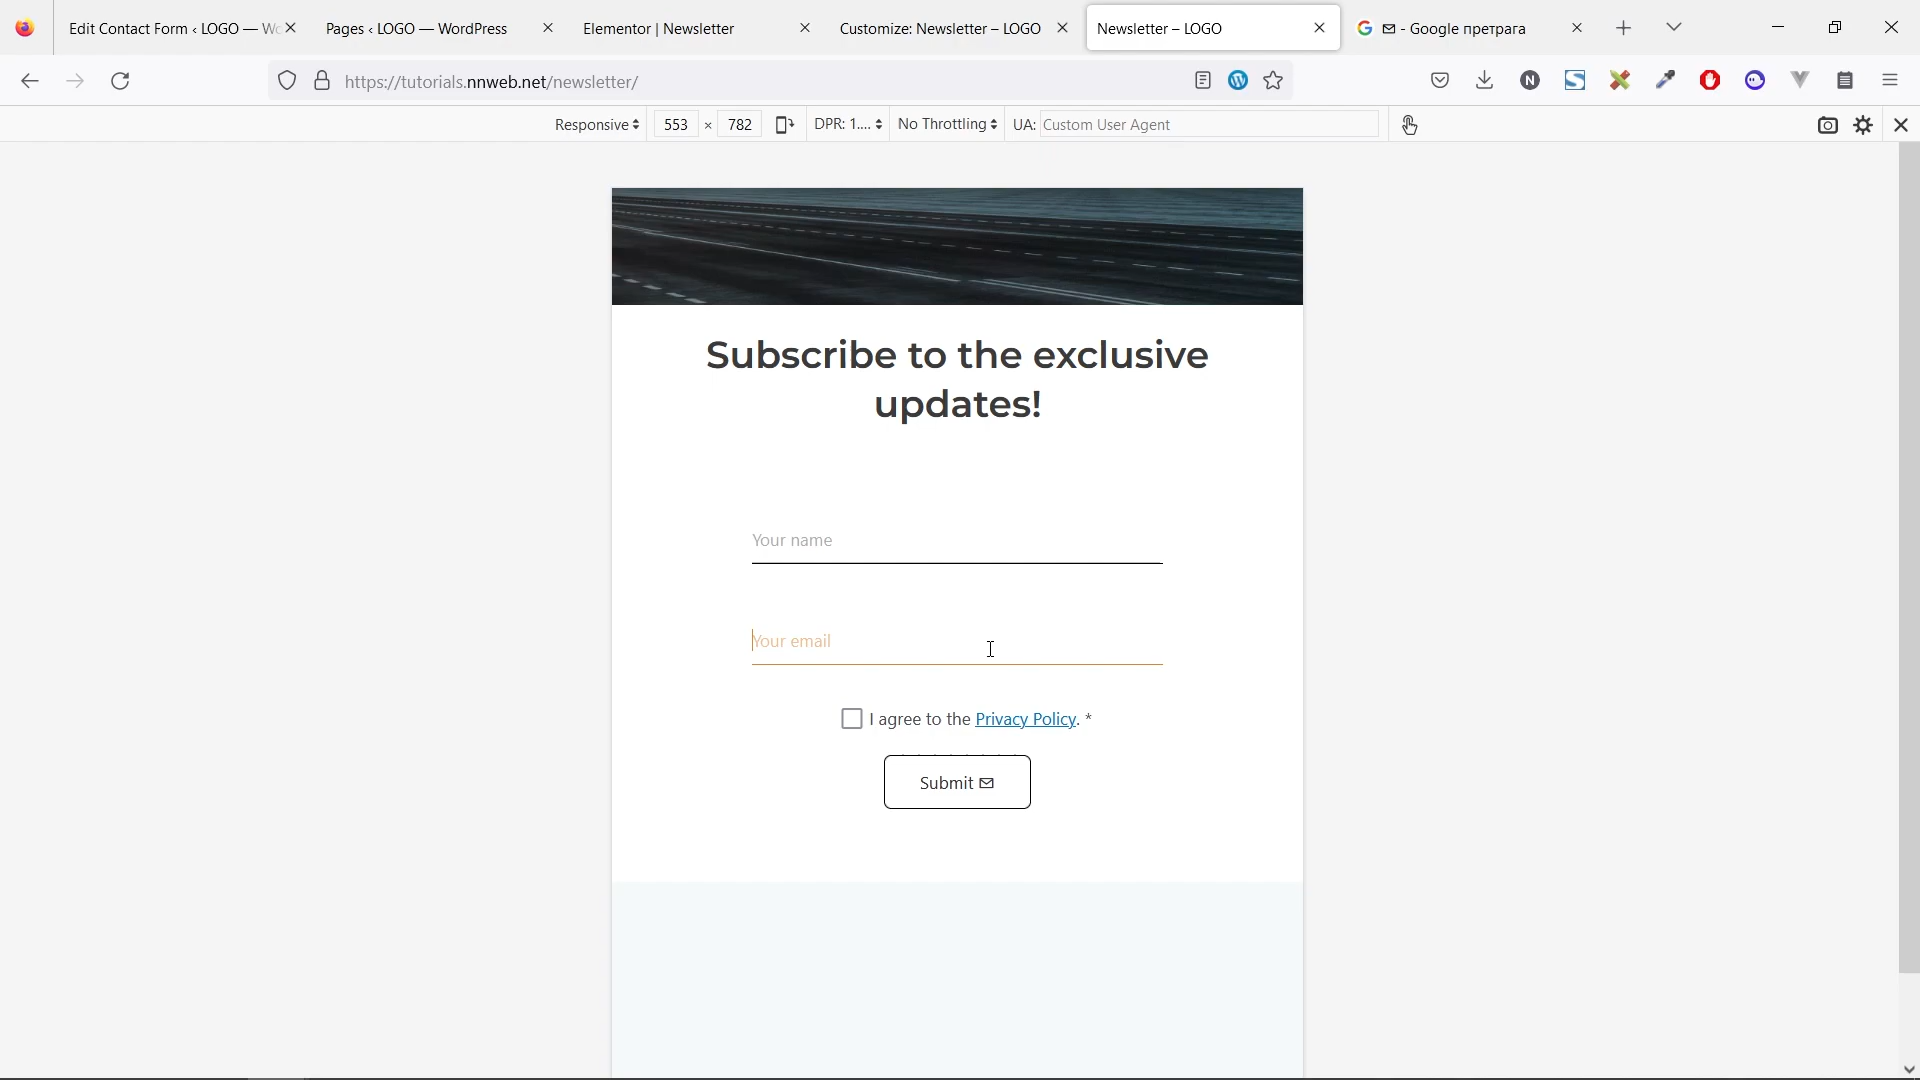 Edit Contact Form ‹ LOGO — Wo
Pages ‹ LOGO — WordPress
Elementor | Newsletter
Customize: Newsletter – LOGO
Newsletter – LOGO
✉ - Google претрага
https://tutorials.nnweb.net/newsletter/
Responsive 553 × 782 DPR: 1.... No Throttling UA: Custom User Agent
Subscribe to the exclusive
updates!
Your name
Your email
I agree to the Privacy Policy. *
Submit ✉